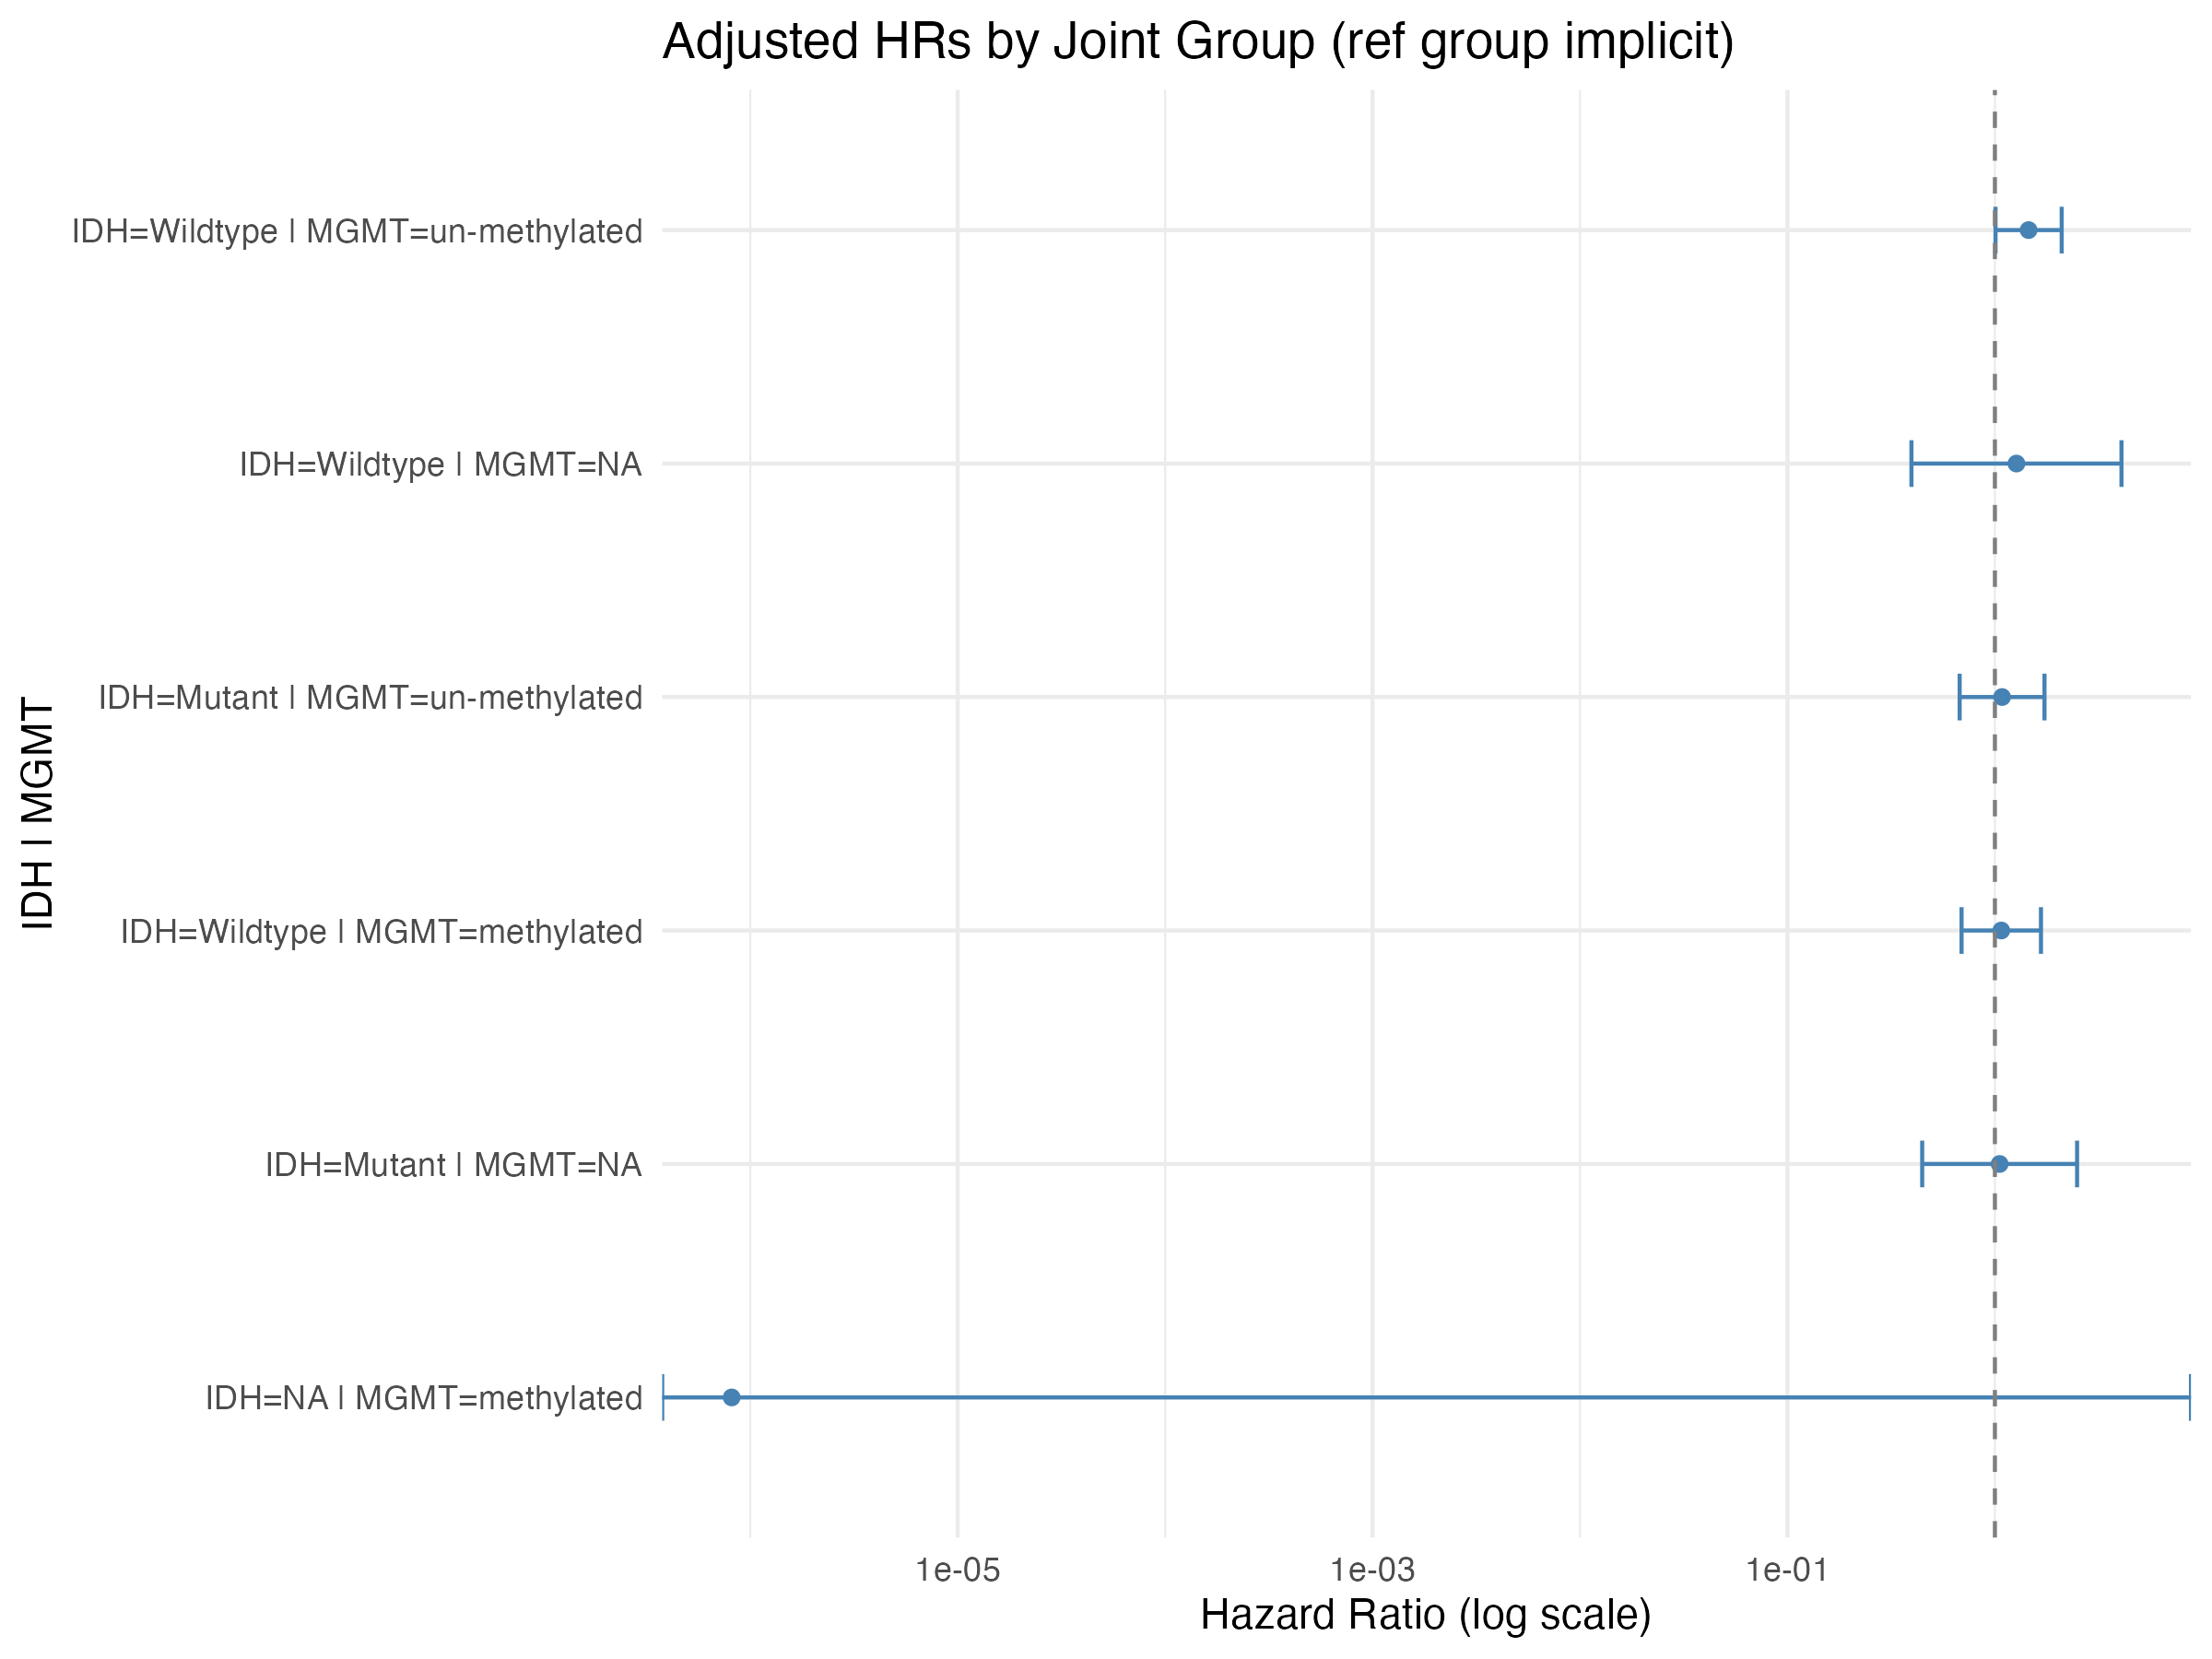 Adjusted HRs by Joint Group (ref group implicit)
IDH | MGMT
IDH=Wildtype | MGMT=un-methylated
IDH=Wildtype | MGMT=NA
IDH=Mutant | MGMT=un-methylated
IDH=Wildtype | MGMT=methylated
IDH=Mutant | MGMT=NA
IDH=NA | MGMT=methylated
1e-05 1e-03 1e-01
Hazard Ratio (log scale)